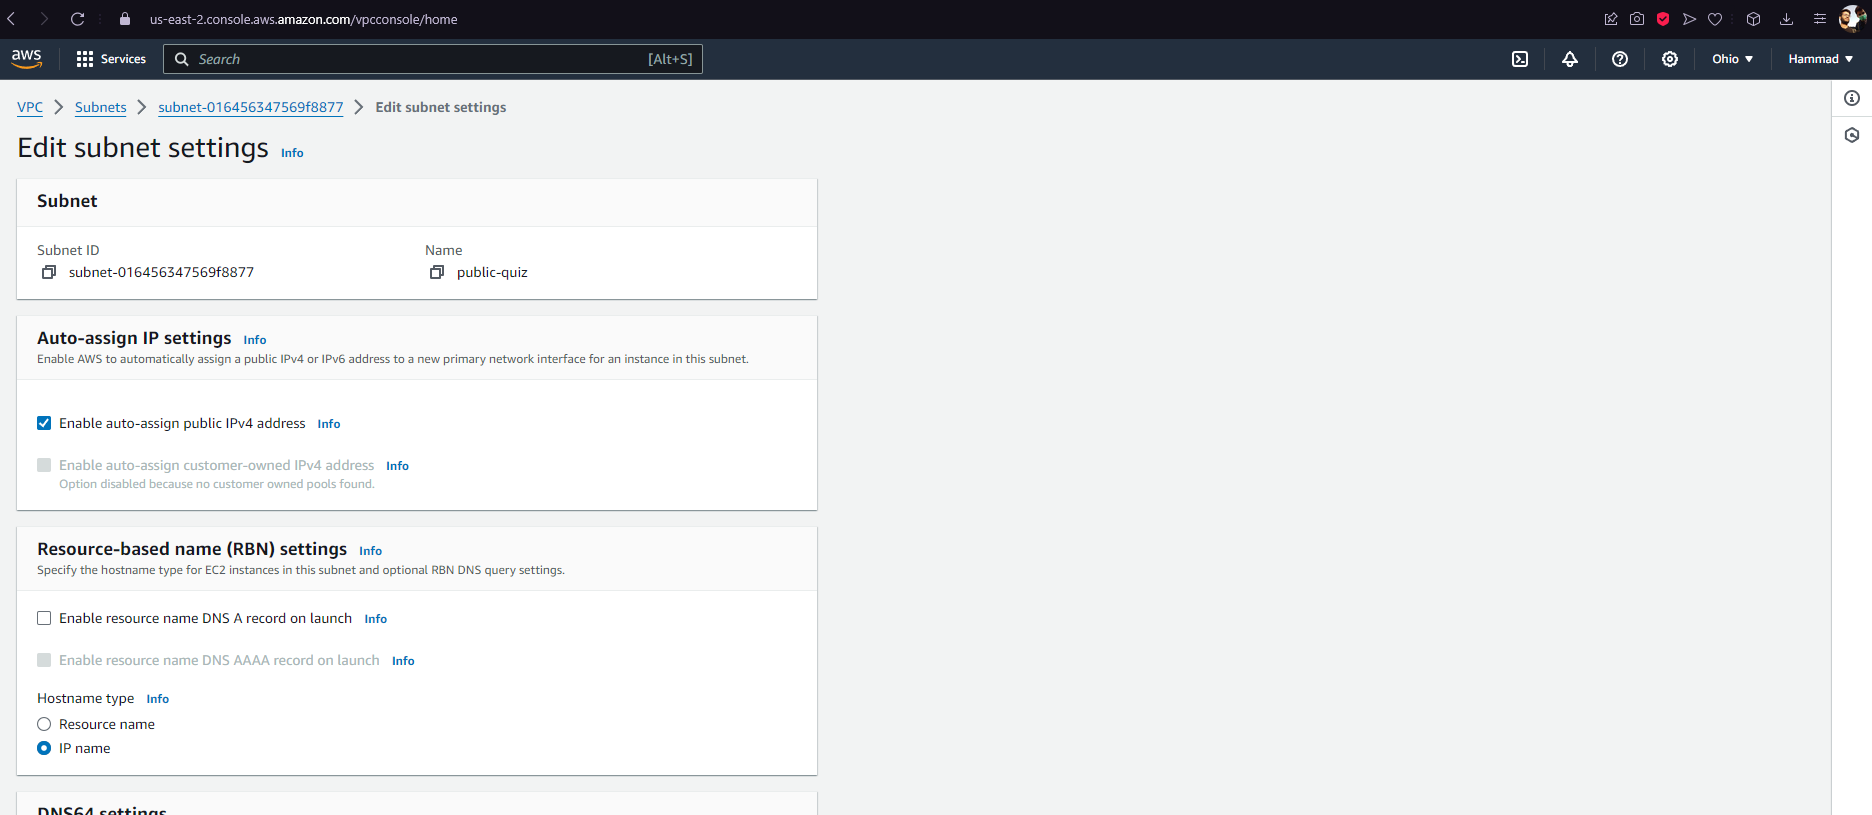 us-east-2.console.aws.amazon.com/vpcconsole/home
aws
Services
Search
[Alt+S]
Ohio
Hammad
VPC
Subnets
subnet-016456347569f8877
Edit subnet settings
Edit subnet settings
Info
Subnet
Subnet ID
Name
subnet-016456347569f8877
public-quiz
Auto-assign IP settings
Info
Enable AWS to automatically assign a public IPv4 or IPv6 address to a new primary network interface for an instance in this subnet.
Enable auto-assign public IPv4 address
Info
Enable auto-assign customer-owned IPv4 address
Info
Option disabled because no customer owned pools found.
Resource-based name (RBN) settings
Info
Specify the hostname type for EC2 instances in this subnet and optional RBN DNS query settings.
Enable resource name DNS A record on launch
Info
Enable resource name DNS AAAA record on launch
Info
Hostname type
Info
Resource name
IP name
DNS64 settings